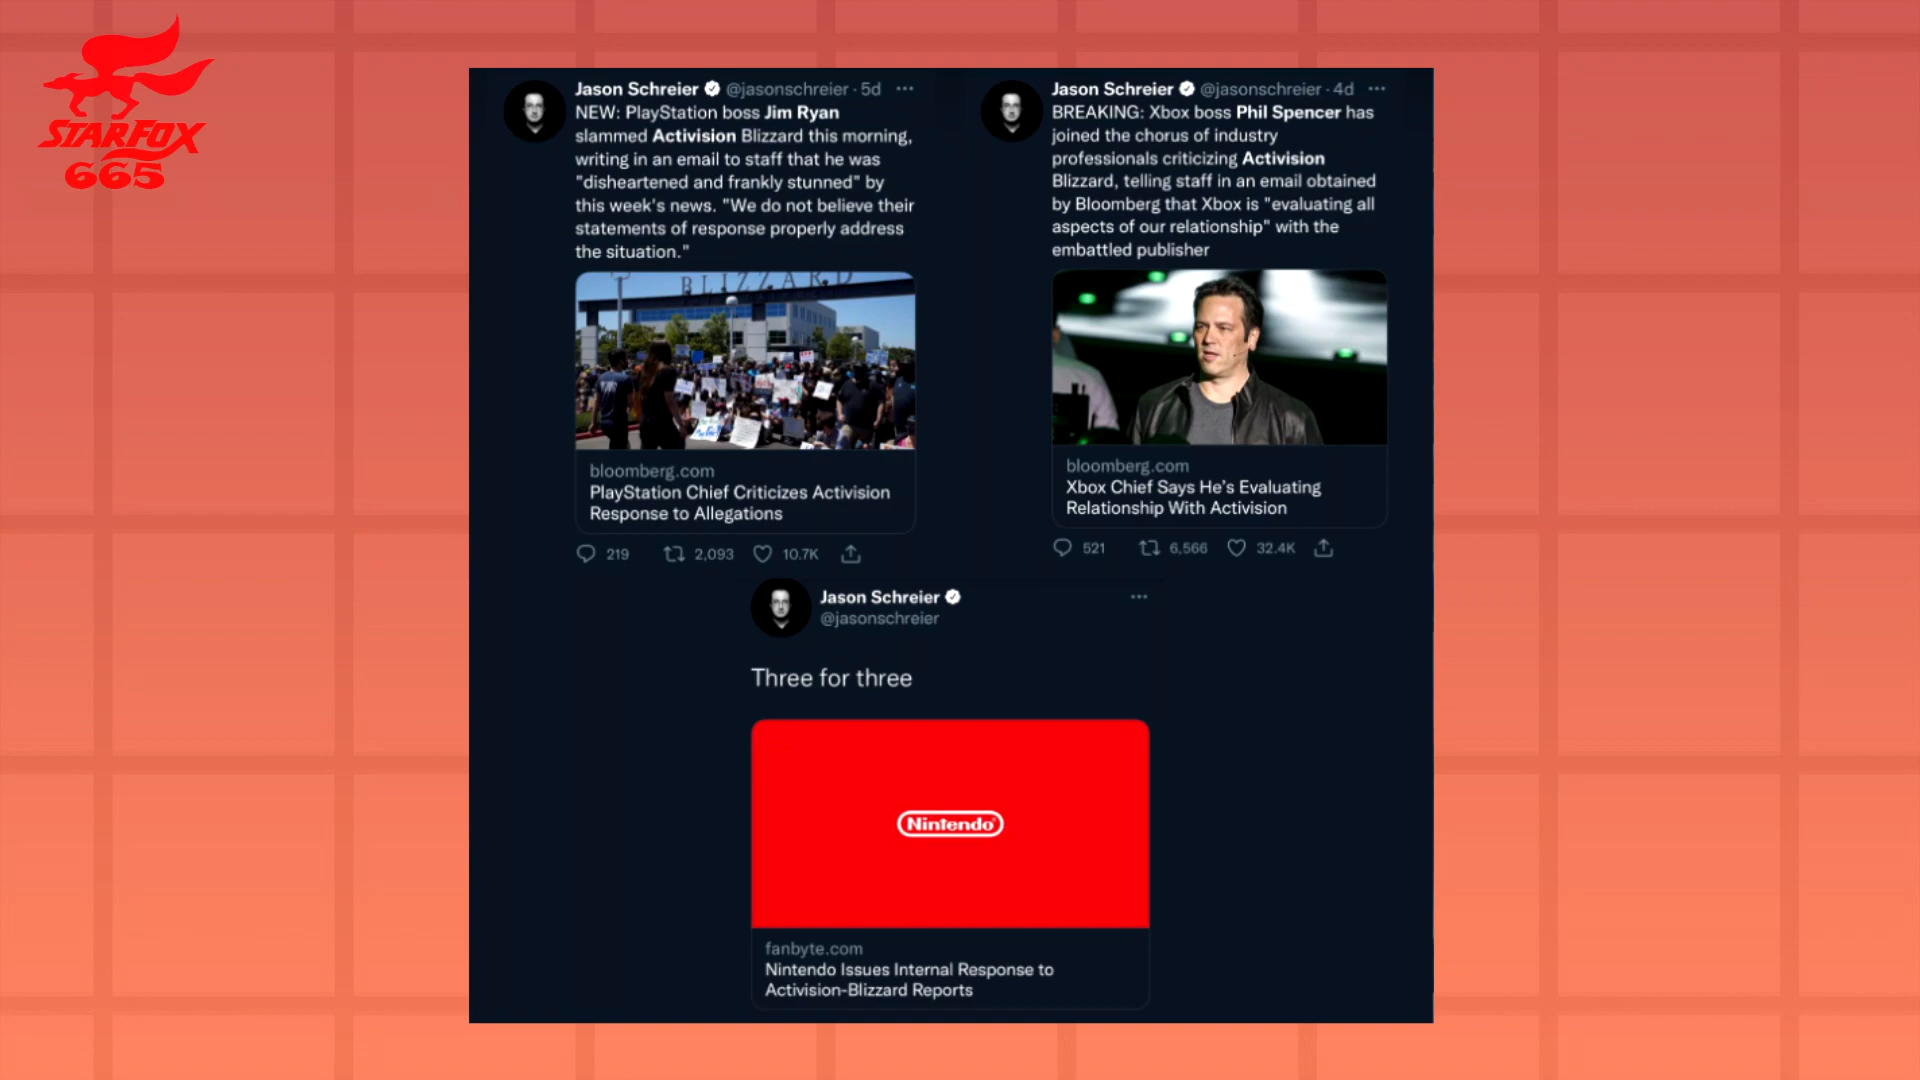 STARFOX
665
Jason Schreier @jasonschreier · 5d
NEW: PlayStation boss Jim Ryan
slammed Activision Blizzard this morning,
writing in an email to staff that he was
"disheartened and frankly stunned" by
this week's news. "We do not believe their
statements of response properly address
the situation."
BLIZZARD
bloomberg.com
PlayStation Chief Criticizes Activision
Response to Allegations
219 2,093 10.7K
Jason Schreier @jasonschreier · 4d
BREAKING: Xbox boss Phil Spencer has
joined the chorus of industry
professionals criticizing Activision
Blizzard, telling staff in an email obtained
by Bloomberg that Xbox is "evaluating all
aspects of our relationship" with the
embattled publisher
bloomberg.com
Xbox Chief Says He's Evaluating
Relationship With Activision
521 6,566 32.4K
Jason Schreier
@jasonschreier
Three for three
Nintendo
fanbyte.com
Nintendo Issues Internal Response to
Activision-Blizzard Reports